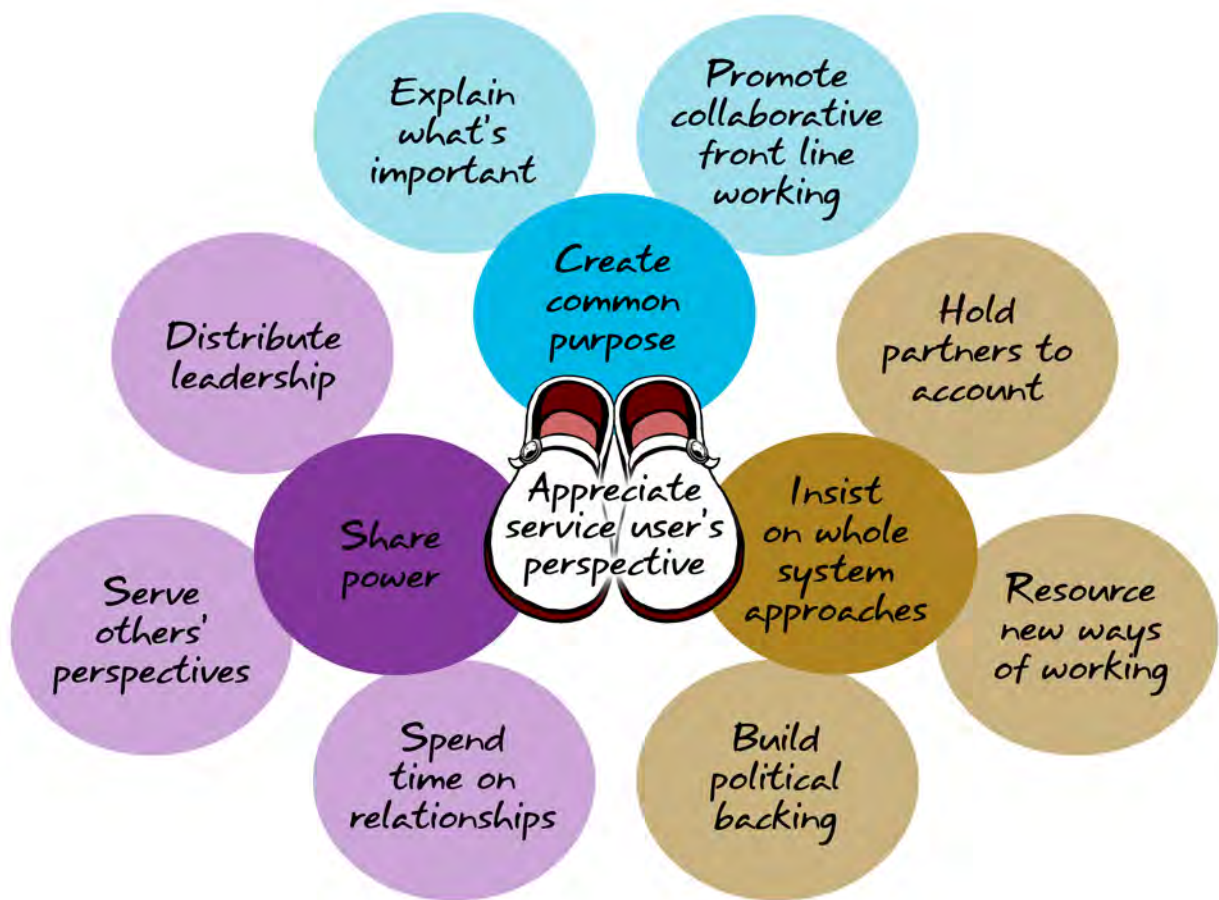 Explain
what's
important
Promote
collaborative
front line
working
Create
common
purpose
Distribute
leadership
Hold
partners to
account
Share
power
Appreciate
service user's
perspective
Insist
on whole
system
approaches
Serve
others'
perspectives
Resource
new ways
of working
Spend
time on
relationships
Build
political
backing